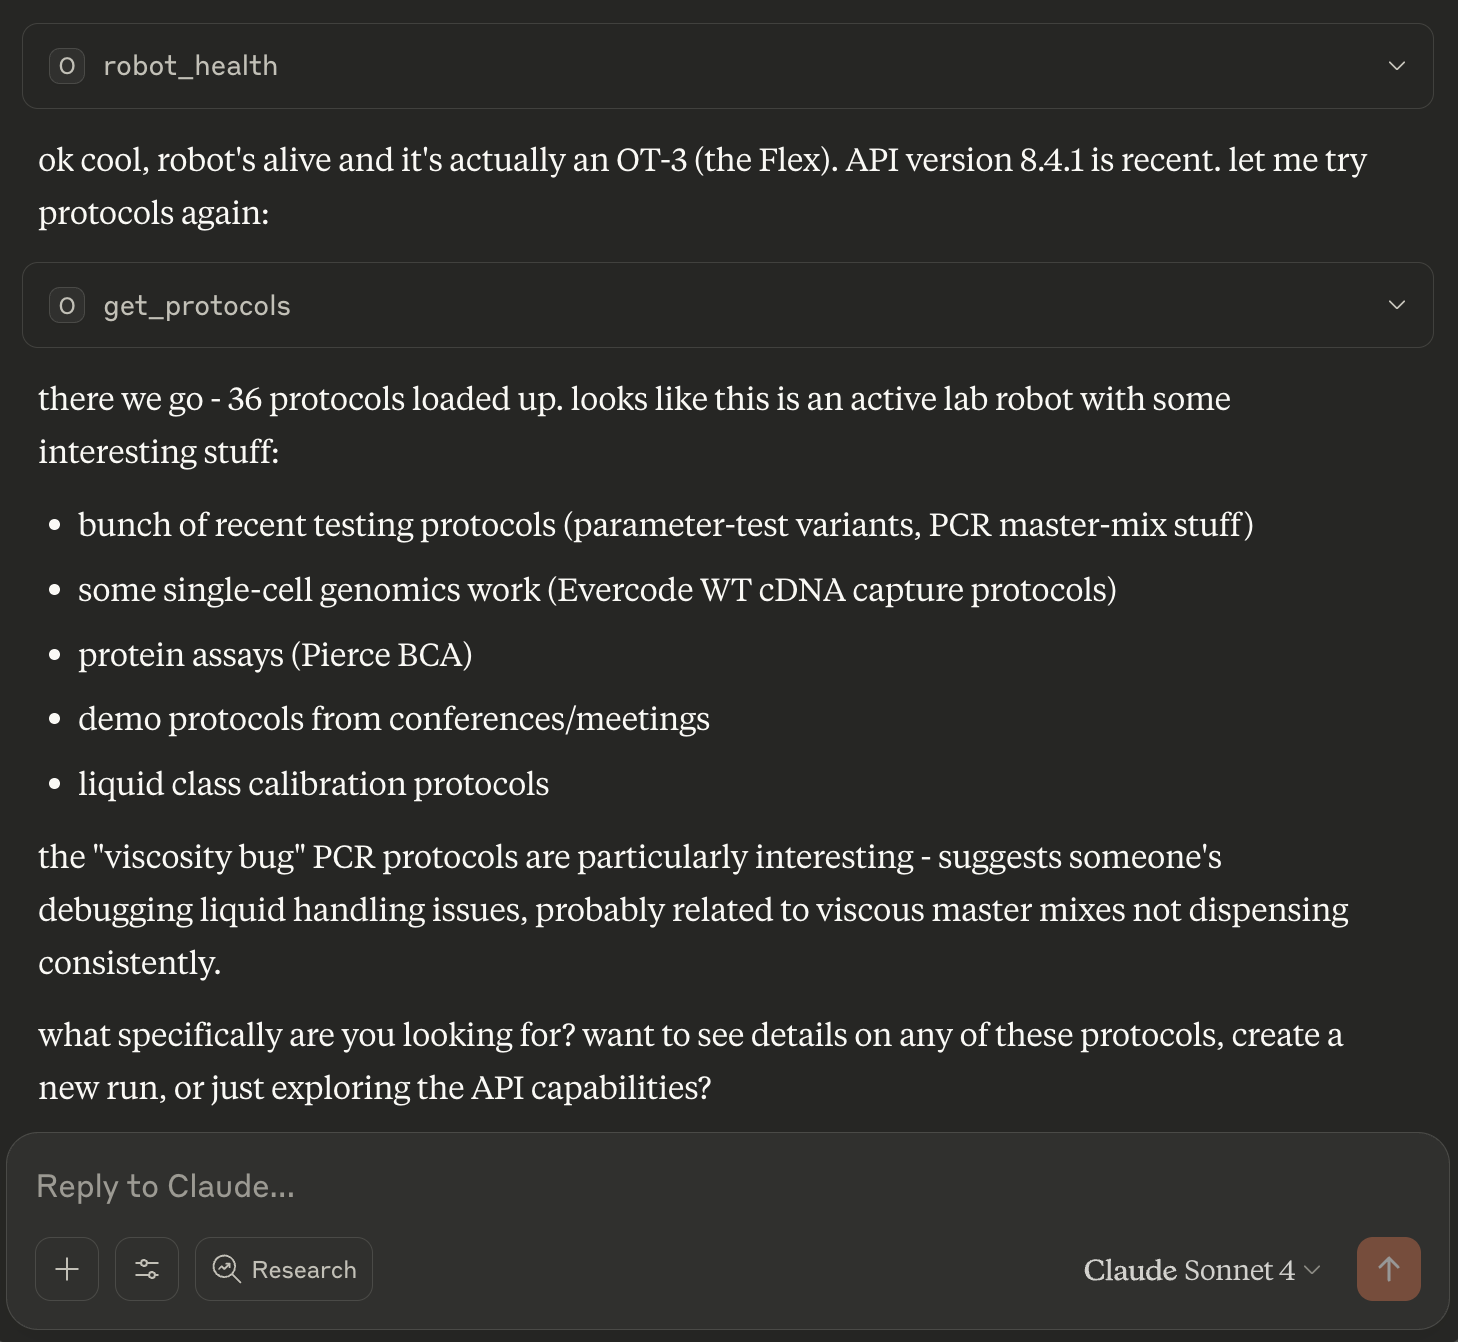 O robot_health
ok cool, robot's alive and it's actually an OT-3 (the Flex). API version 8.4.1 is recent. let me try
protocols again:
O get_protocols
there we go - 36 protocols loaded up. looks like this is an active lab robot with some
interesting stuff:
• bunch of recent testing protocols (parameter-test variants, PCR master-mix stuff)
• some single-cell genomics work (Evercode WT cDNA capture protocols)
• protein assays (Pierce BCA)
• demo protocols from conferences/meetings
• liquid class calibration protocols
the "viscosity bug" PCR protocols are particularly interesting - suggests someone's
debugging liquid handling issues, probably related to viscous master mixes not dispensing
consistently.
what specifically are you looking for? want to see details on any of these protocols, create a
new run, or just exploring the API capabilities?
Reply to Claude...
Research
Claude Sonnet 4